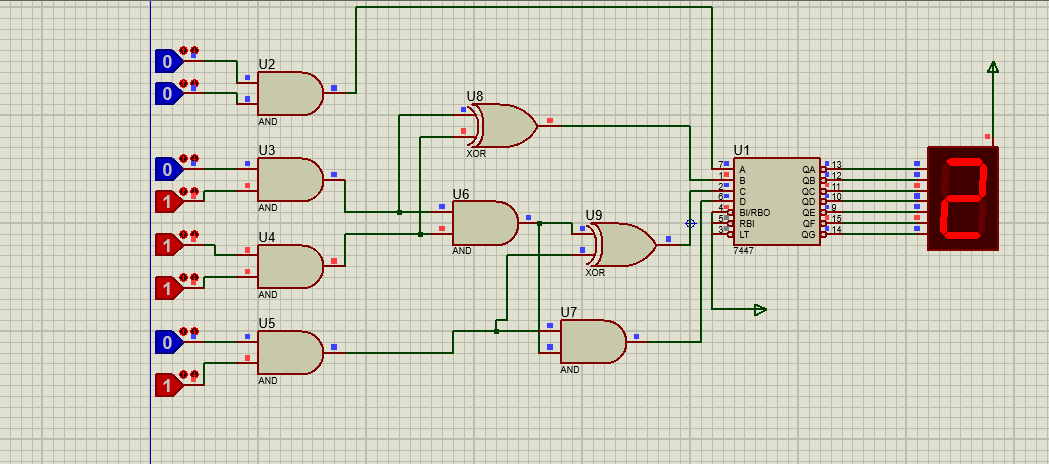 0
0
U2
AND
0
1
U3
AND
1
1
U4
AND
0
1
U5
AND
U8
XOR
U6
AND
U9
XOR
U7
AND
U1
7 A QA 13
1 B QB 12
2 C QC 11
6 D QD 10
4 BI/RBO QE 9
5 RBI QF 15
3 LT QG 14
7447
2